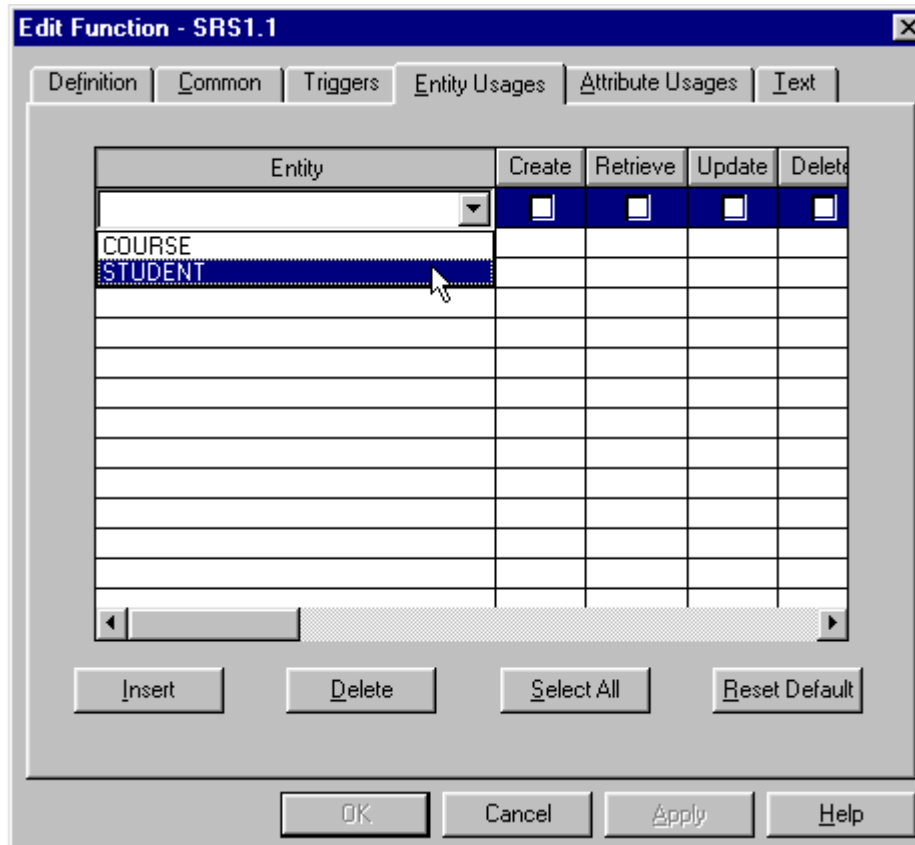 Edit Function - SRS1.1
Definition Common Triggers Entity Usages Attribute Usages Text
Entity Create Retrieve Update Delete
COURSE
STUDENT
Insert Delete Select All Reset Default
OK Cancel Apply Help